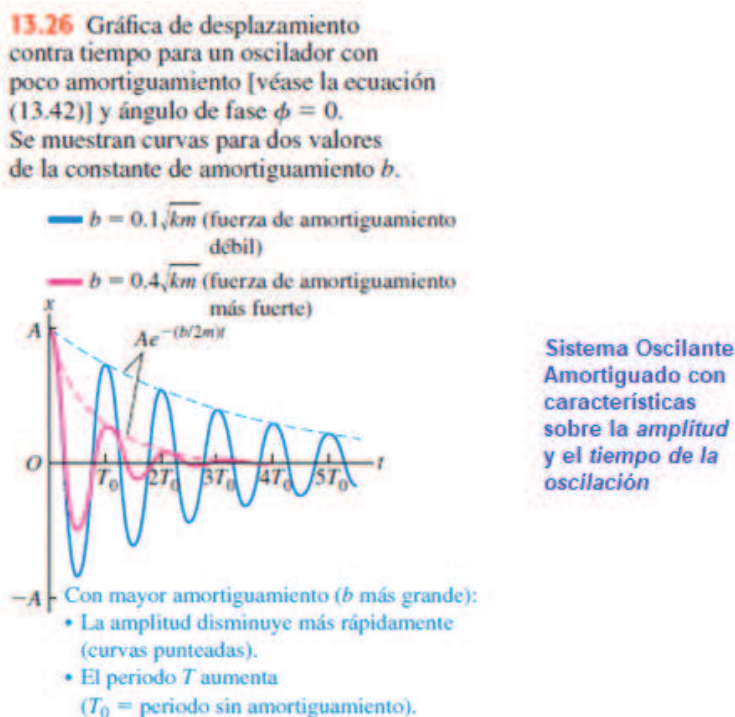 13.26 Gráfica de desplazamiento
contra tiempo para un oscilador con
poco amortiguamiento [véase la ecuación
(13.42)] y ángulo de fase ϕ = 0.
Se muestran curvas para dos valores
de la constante de amortiguamiento b.
b = 0.1√km (fuerza de amortiguamiento
débil)
b = 0.4√km (fuerza de amortiguamiento
más fuerte)
x
A
Ae^−(b/2m)t
O
T₀ 2T₀ 3T₀ 4T₀ 5T₀
t
−A
Con mayor amortiguamiento (b más grande):
• La amplitud disminuye más rápidamente
(curvas punteadas).
• El periodo T aumenta
(T₀ = periodo sin amortiguamiento).
Sistema Oscilante
Amortiguado con
características
sobre la amplitud
y el tiempo de la
oscilación